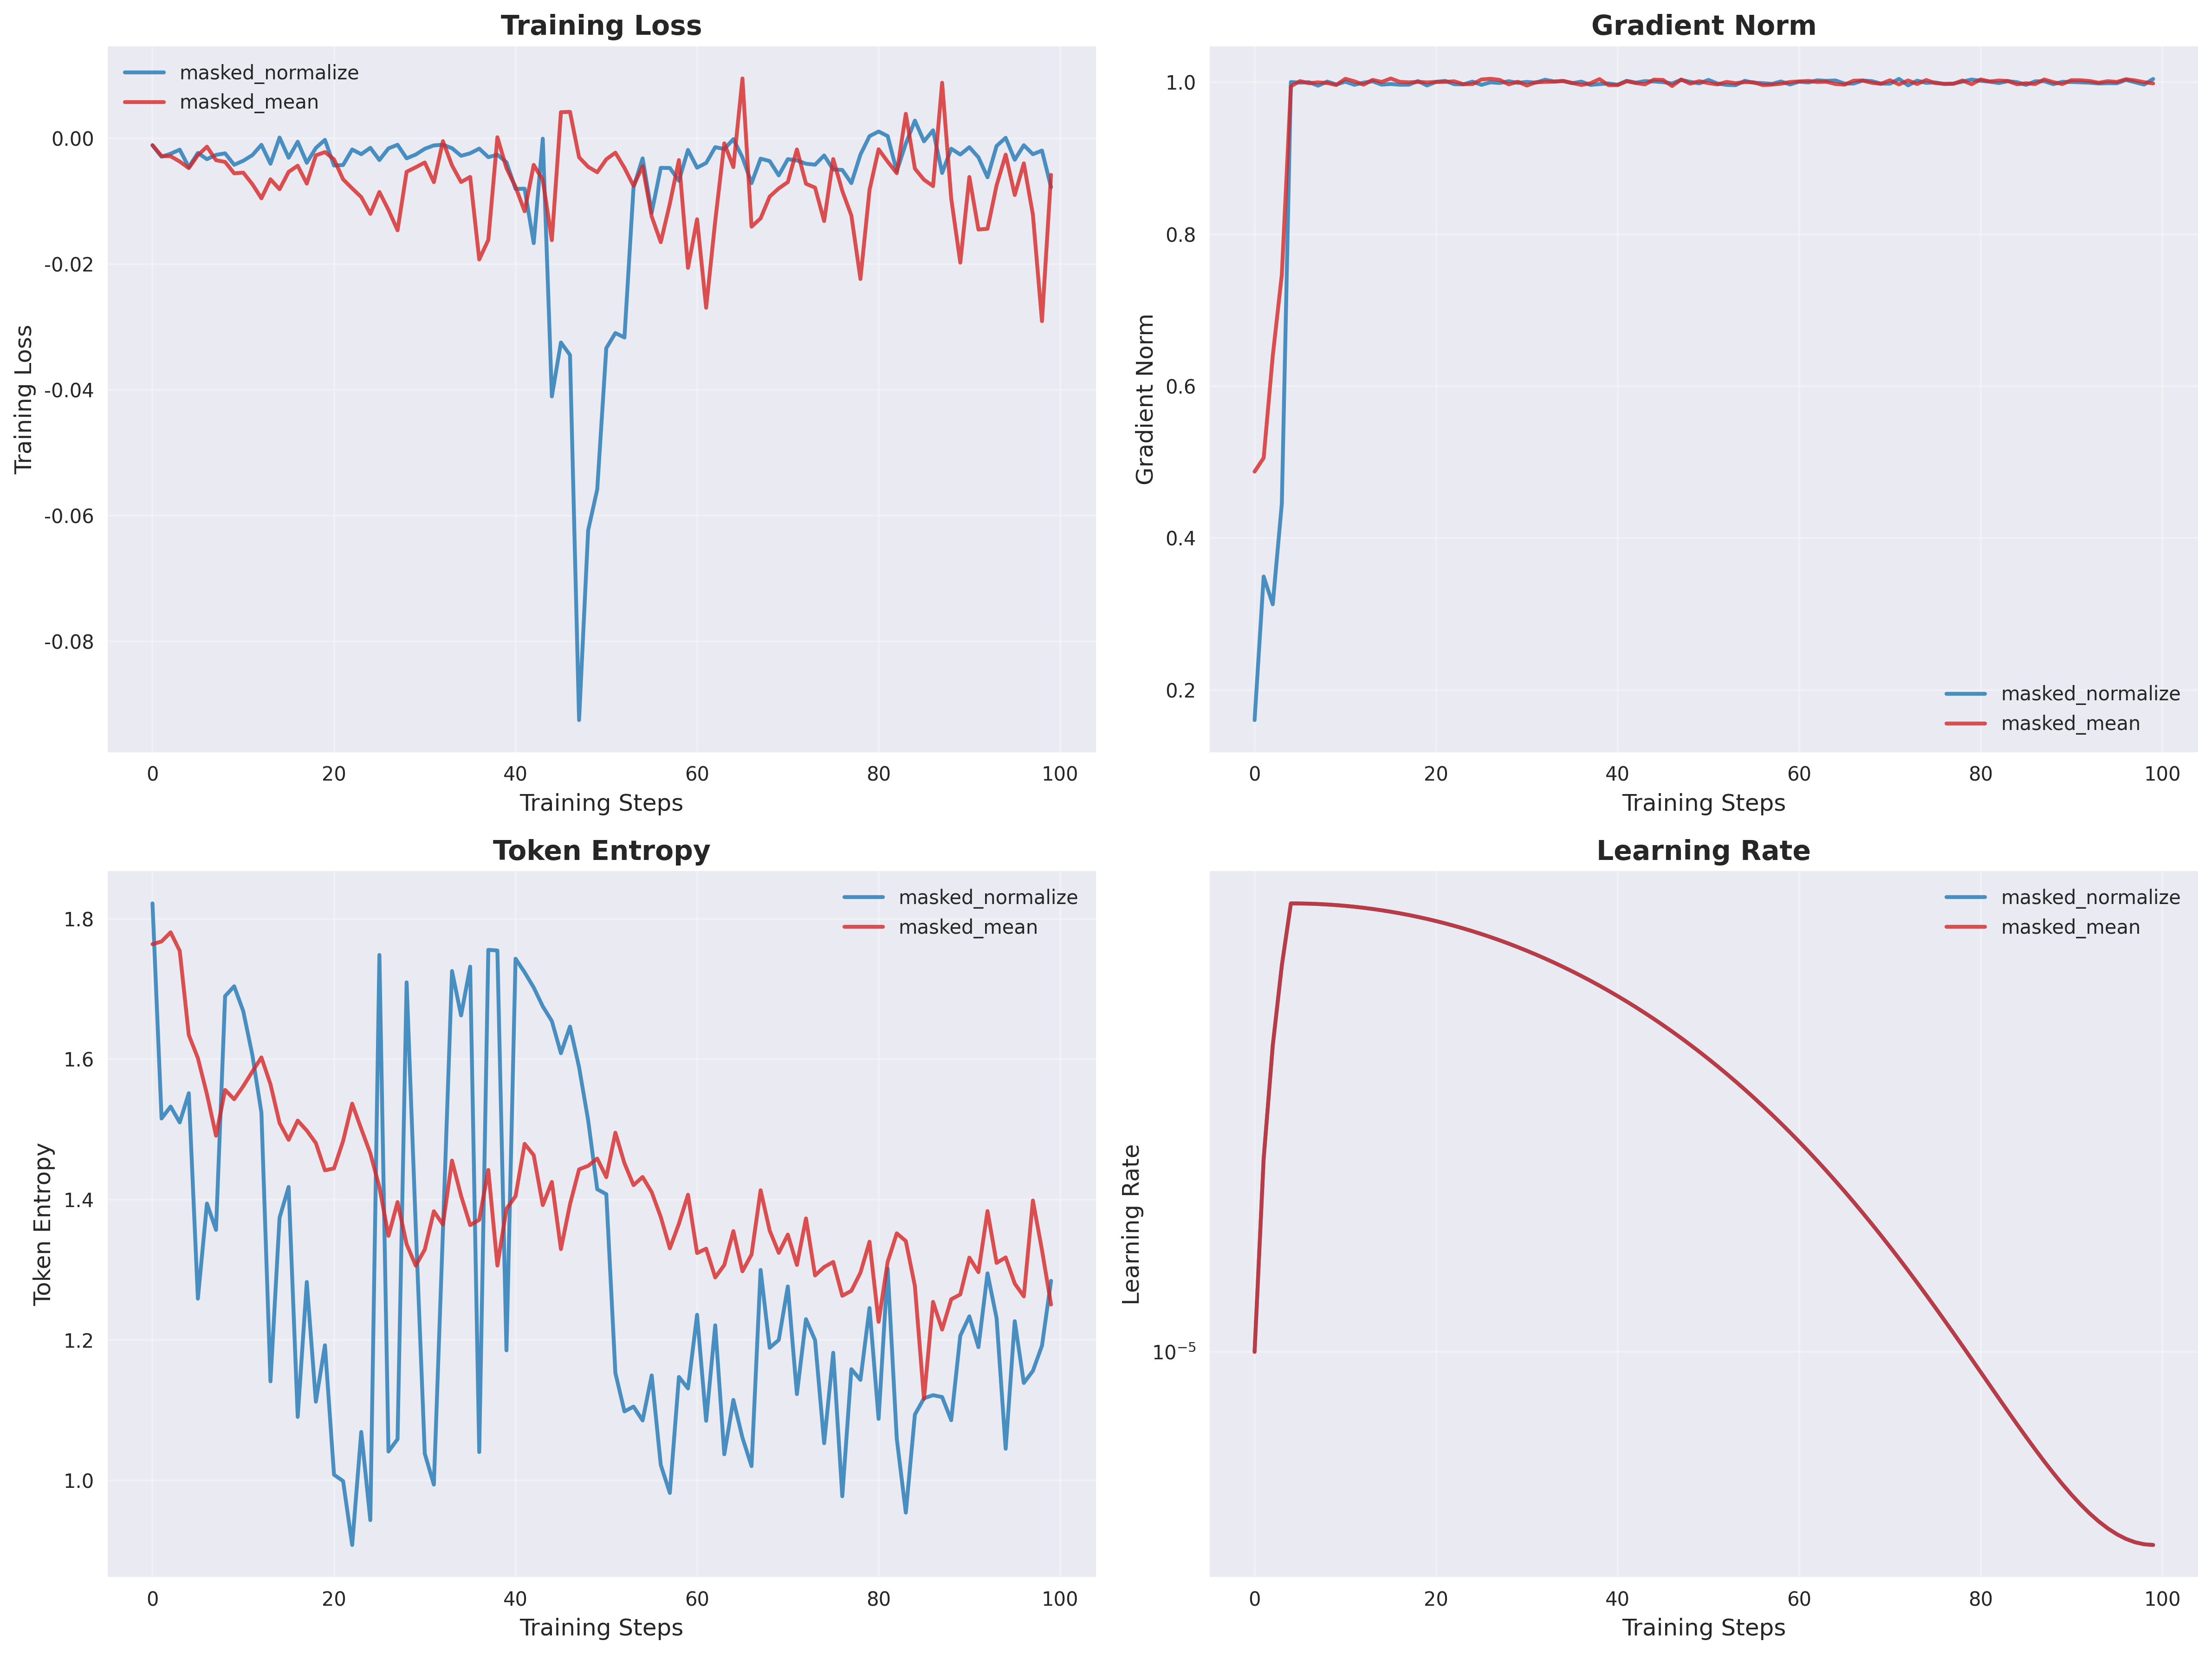 Training Loss
masked_normalize
masked_mean
0.00
-0.02
-0.04
-0.06
-0.08
Training Loss
0
20
40
60
80
100
Training Steps
Gradient Norm
1.0
0.8
0.6
0.4
0.2
Gradient Norm
masked_normalize
masked_mean
0
20
40
60
80
100
Training Steps
Token Entropy
masked_normalize
masked_mean
1.8
1.6
1.4
1.2
1.0
Token Entropy
0
20
40
60
80
100
Training Steps
Learning Rate
masked_normalize
masked_mean
Learning Rate
10⁻⁵
0
20
40
60
80
100
Training Steps